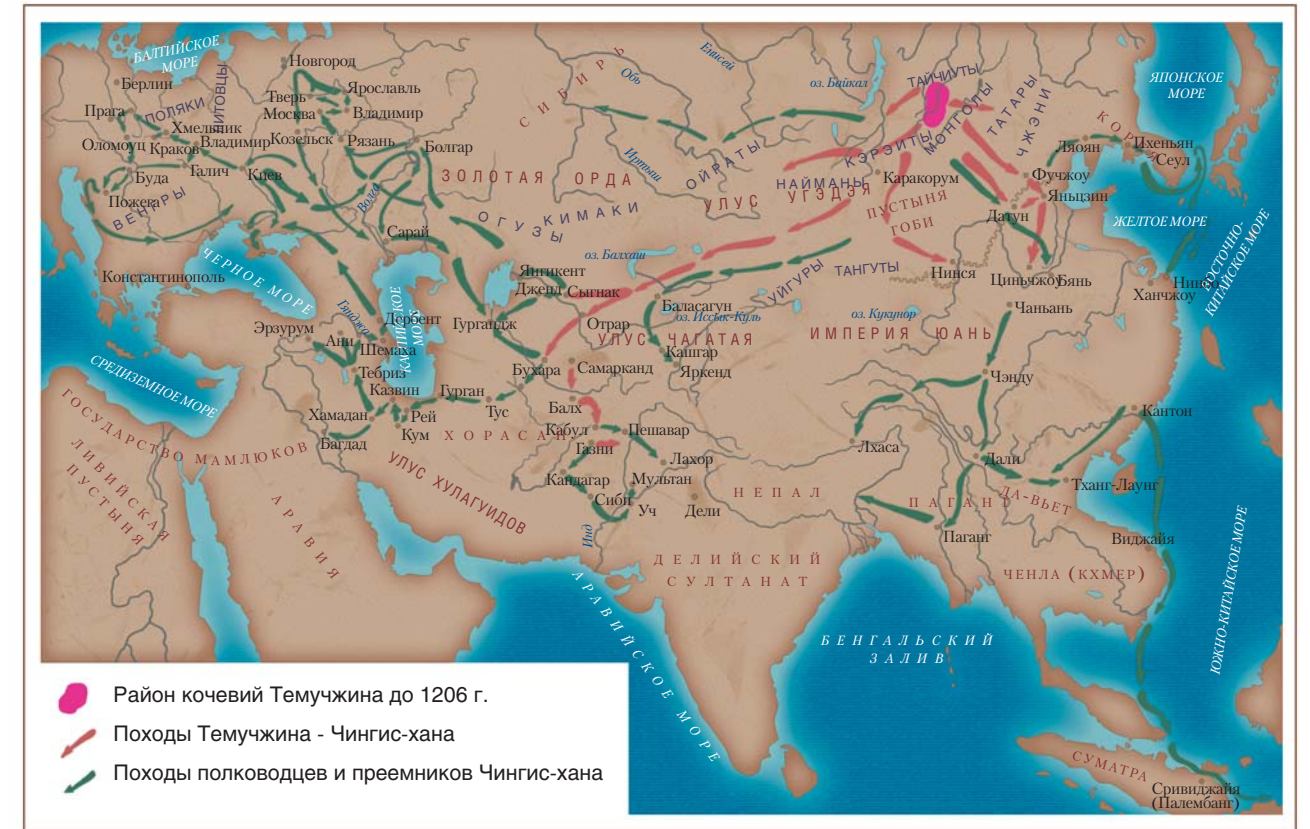 БАЛТИЙСКОЕ
МОРЕ
Новгород
Берлин
ПОЛЯКИ
ЛИТОВЦЫ
Тверь
Ярославль
Москва
Владимир
Прага
Хмельник
Оломоуц
Краков
Владимир
Козельск
Рязань
Болгар
Галич
Киев
Буда
Пожева
ВЕНГРЫ
Волга
Сарай
Константинополь
ЧЕРНОЕ МОРЕ
СИБИРЬ
Обь
Енисей
Иртыш
оз. Байкал
ТАЙЧИУТЫ
МОНГОЛЫ
ТАТАРЫ
ЧЖЭНИ
КЭРЭИТЫ
ОЙРАТЫ
НАЙМАНЫ
Каракорум
ЗОЛОТАЯ ОРДА
УЛУС УГЭДЭЯ
ПУСТЫНЯ
ГОБИ
ОГУЗЫ
КИМАКИ
оз. Балхаш
УЙГУРЫ
ТАНГУТЫ
Нинся
КОРЕЯ
Ляоян
Ихеньян
Сеул
ЯПОНСКОЕ
МОРЕ
Фучжоу
Яньцзин
Датун
ЖЕЛТОЕ МОРЕ
Циньчжоу
Бянь
Нинбо
Ханчжоу
ВОСТОЧНО-
КИТАЙСКОЕ МОРЕ
Чаньань
Янгикент
Дженд
Сыгнак
Баласагун
оз. Иссык-Куль
оз. Кукунор
Отрар
УЛУС ЧАГАТАЯ
ИМПЕРИЯ ЮАНЬ
Кашгар
Яркенд
Гургандж
Бухара
Самарканд
Эрзурум
Ани
Гянджа
Дербент
Шемаха
КАСПИЙСКОЕ
МОРЕ
Тебриз
Казвин
Гурган
Тус
Рей
Кум
Хамадан
Багдад
СРЕДИЗЕМНОЕ МОРЕ
ГОСУДАРСТВО МАМЛЮКОВ
ЛИВИЙСКАЯ
ПУСТЫНЯ
АРАВИЯ
УЛУС ХУЛАГУИДОВ
ХОРАСАН
Балх
Кабул
Газни
Пешавар
Лахор
Кандагар
Мультан
Сиби
Уч
Дели
Инд
Чэнду
Лхаса
НЕПАЛ
ДЕЛИЙСКИЙ
СУЛТАНАТ
Кантон
Дали
Тханг-Лаунг
ПАГАН
ДА-ВЬЕТ
Паганг
Виджайя
ЧЕНЛА (КХМЕР)
АРАВИЙСКОЕ МОРЕ
БЕНГАЛЬСКИЙ
ЗАЛИВ
ЮЖНО-КИТАЙСКОЕ МОРЕ
СУМАТРА
Сривиджайя
(Палембанг)
Район кочевий Темучжина до 1206 г.
Походы Темучжина - Чингис-хана
Походы полководцев и преемников Чингис-хана